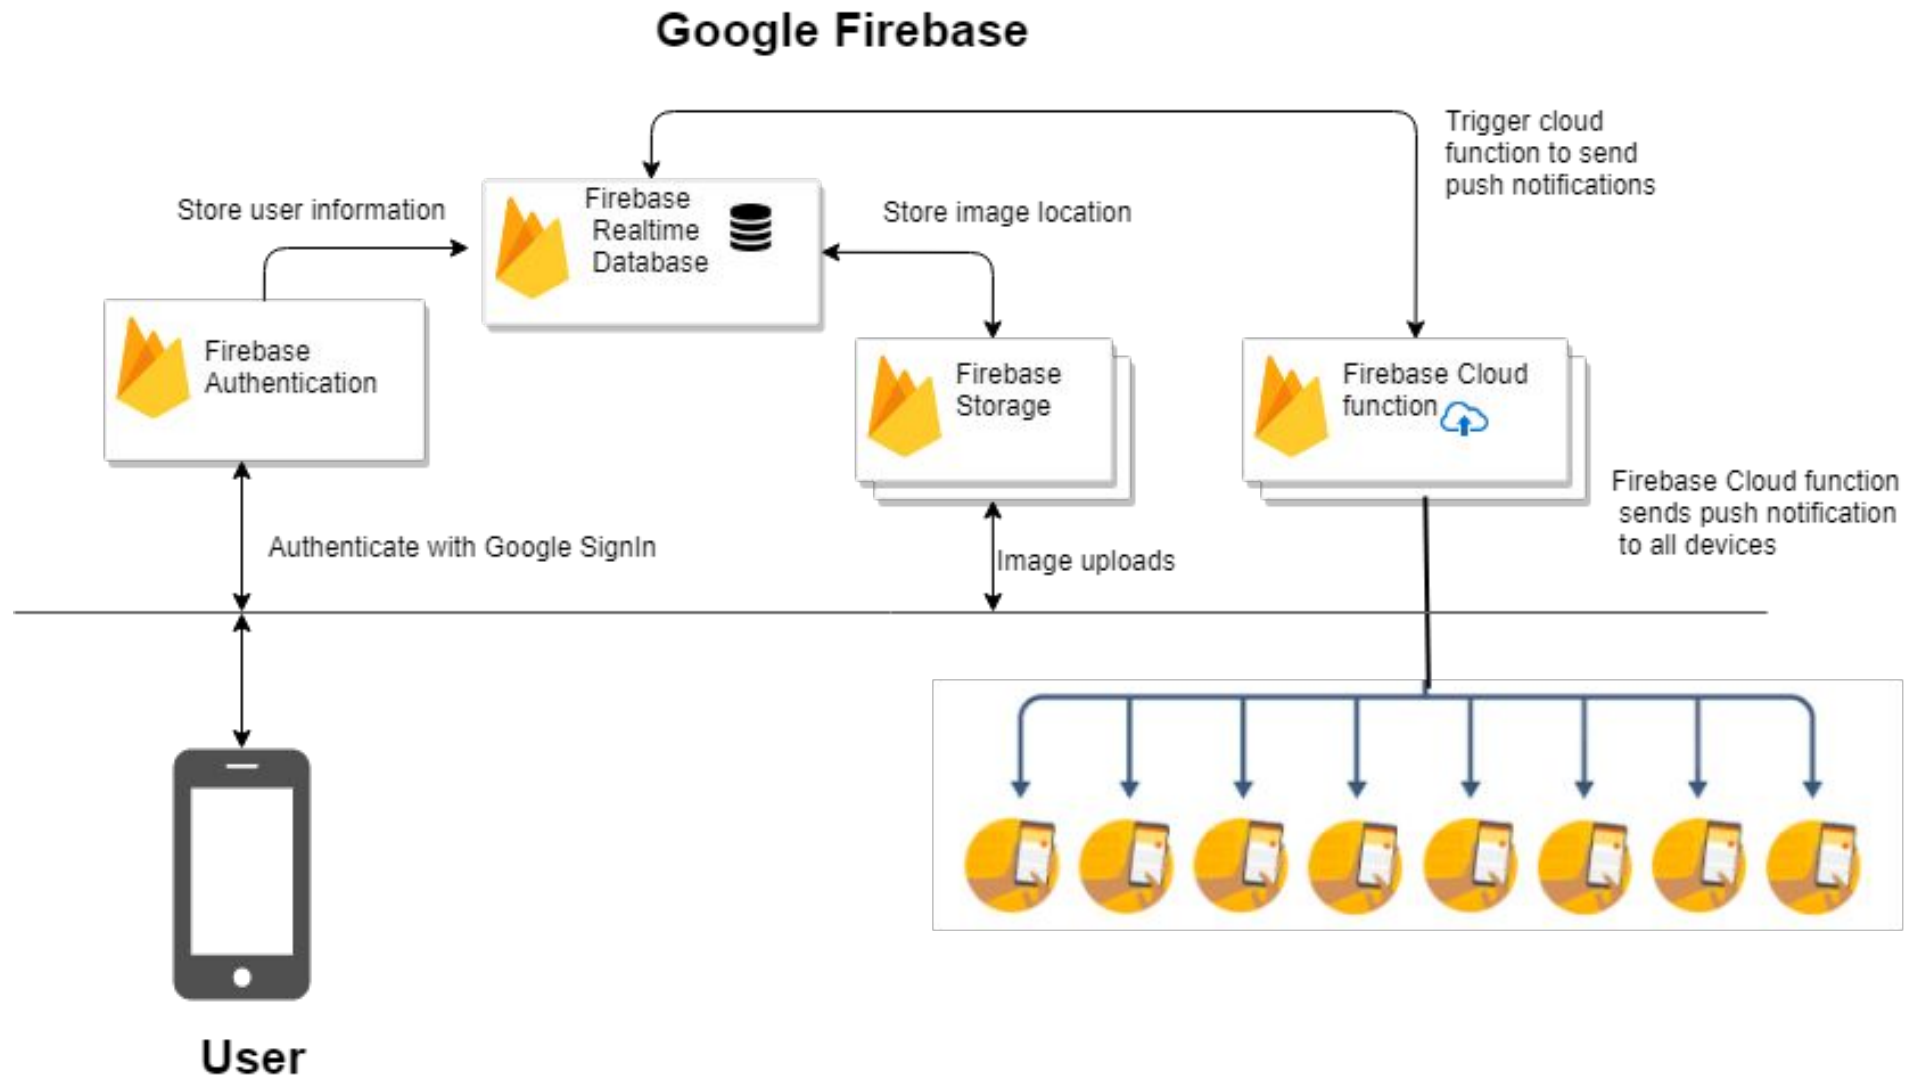 Google Firebase
Trigger cloud
function to send
push notifications
Store user information
Firebase
Realtime
Database
Store image location
Firebase
Authentication
Firebase
Storage
Firebase Cloud
function
Firebase Cloud function
sends push notification
to all devices
Authenticate with Google SignIn
Image uploads
User